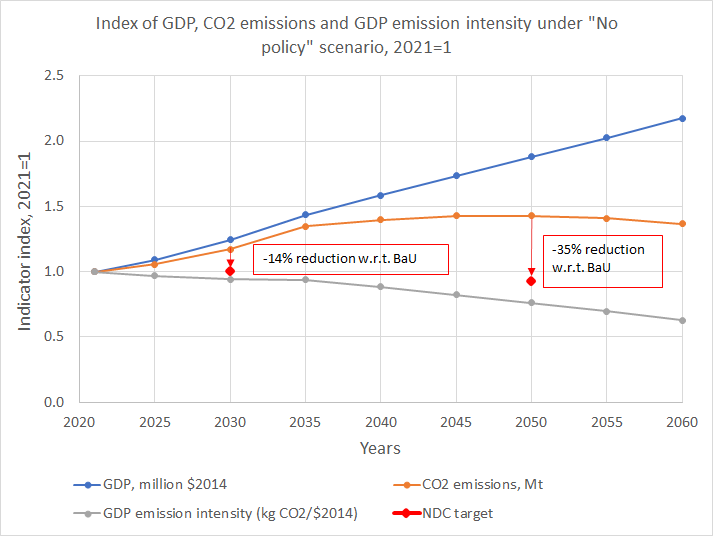 Index of GDP, CO2 emissions and GDP emission intensity under "No
policy" scenario, 2021=1
2.5
2.0
1.5
1.0
0.5
0.0
Indicator index, 2021=1
-14% reduction w.r.t. BaU
-35% reduction
w.r.t. BaU
2020 2025 2030 2035 2040 2045 2050 2055 2060
Years
GDP, million $2014
CO2 emissions, Mt
GDP emission intensity (kg CO2/$2014)
NDC target